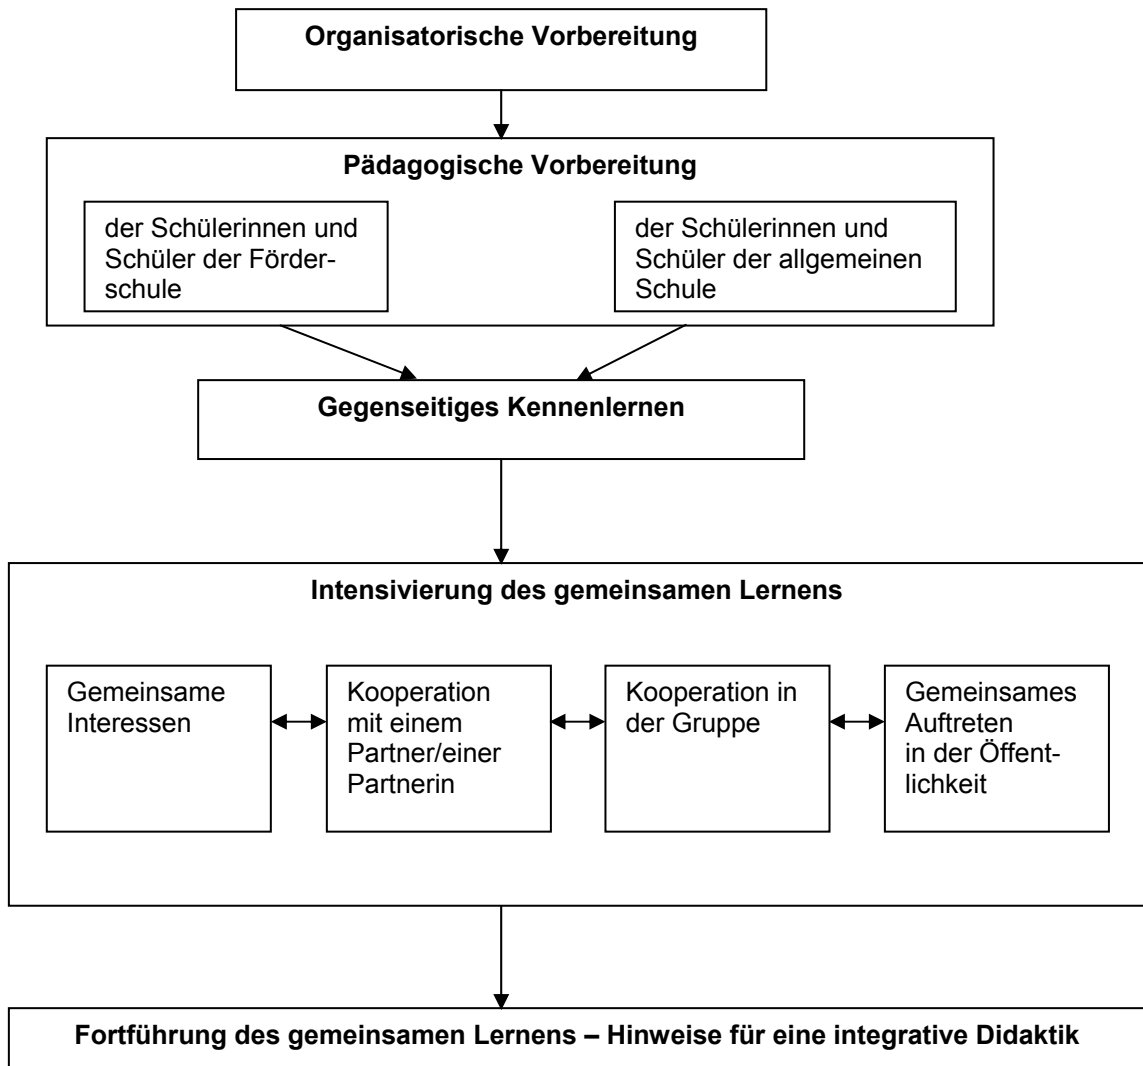 Organisatorische Vorbereitung
Pädagogische Vorbereitung
der Schülerinnen und
Schüler der Förder-
schule
der Schülerinnen und
Schüler der allgemeinen
Schule
Gegenseitiges Kennenlernen
Intensivierung des gemeinsamen Lernens
Gemeinsame
Interessen
Kooperation
mit einem
Partner/einer
Partnerin
Kooperation in
der Gruppe
Gemeinsames
Auftreten
in der Öffent-
lichkeit
Fortführung des gemeinsamen Lernens – Hinweise für eine integrative Didaktik